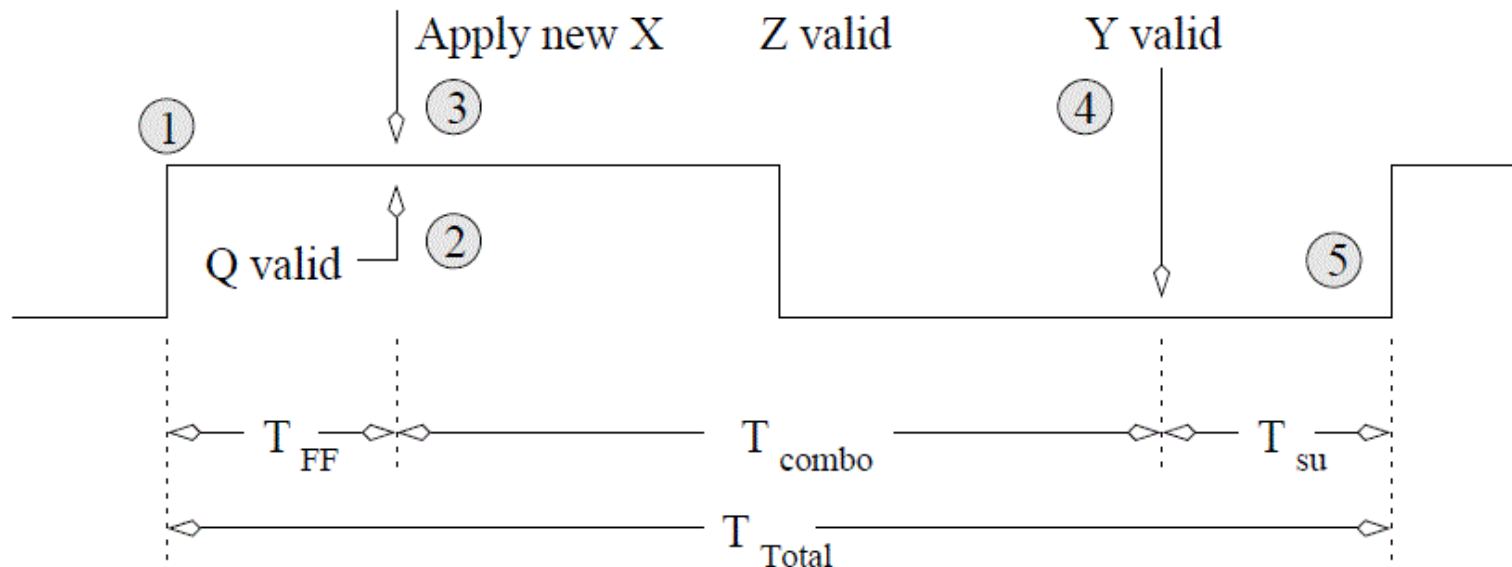 Apply new X Z valid Y valid
1 3 4
Q valid 2 5
T FF T combo T su
T Total